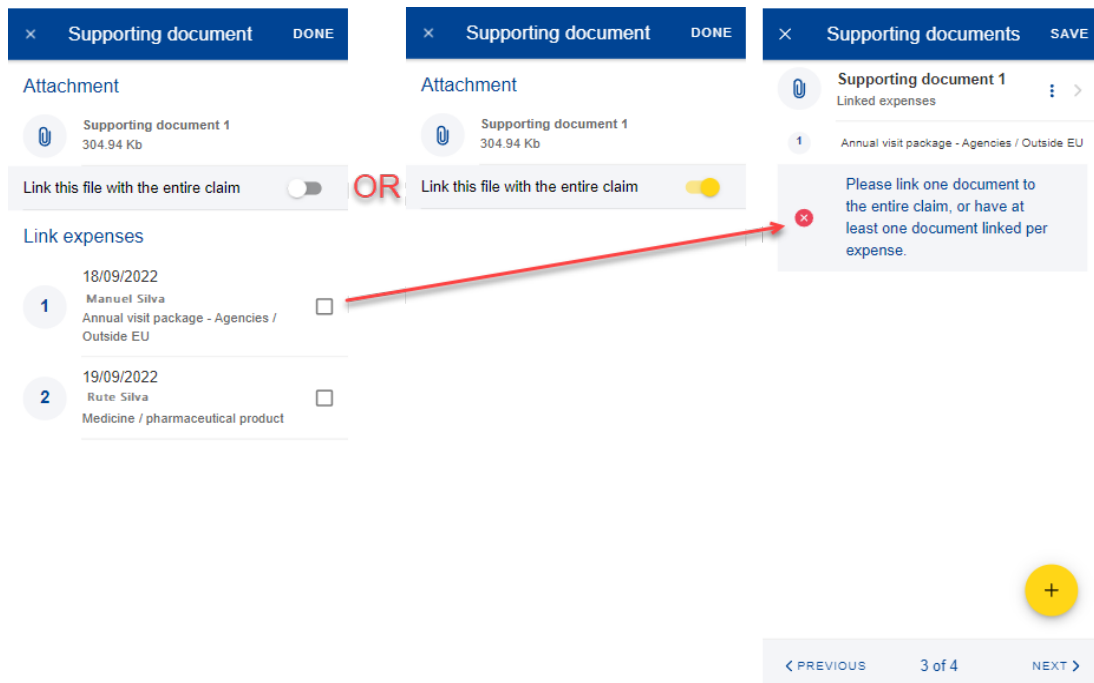 × Supporting document DONE
Attachment
Supporting document 1
304.94 Kb
Link this file with the entire claim
Link expenses
18/09/2022
1
Manuel Silva
Annual visit package - Agencies /
Outside EU
19/09/2022
2
Rute Silva
Medicine / pharmaceutical product
OR
× Supporting document DONE
Attachment
Supporting document 1
304.94 Kb
Link this file with the entire claim
× Supporting documents SAVE
Supporting document 1
Linked expenses
1 Annual visit package - Agencies / Outside EU
Please link one document to
the entire claim, or have at
least one document linked per
expense.
+
PREVIOUS 3 of 4 NEXT